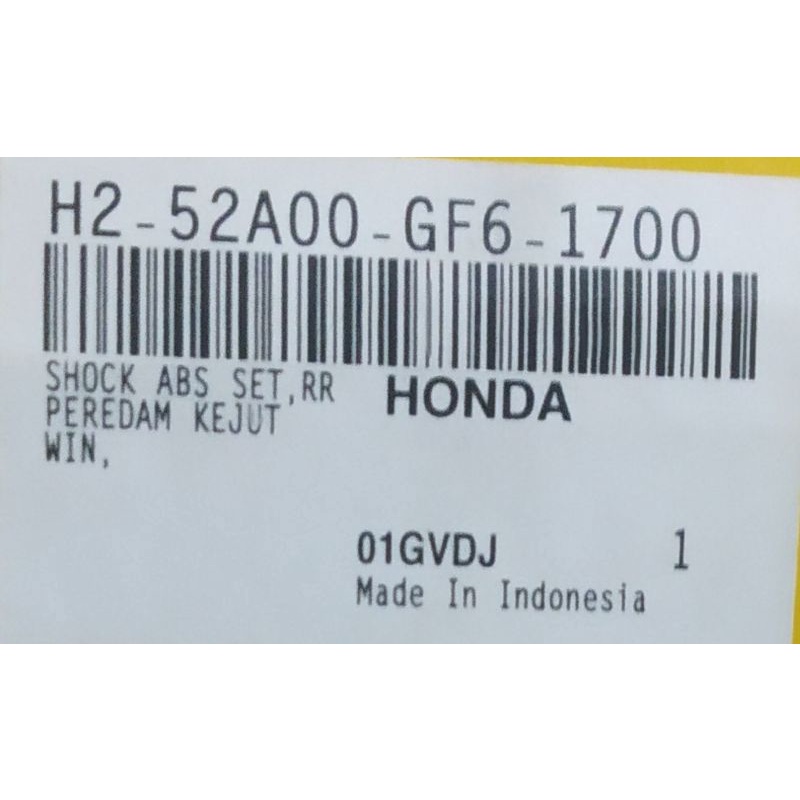 H2-52A00-GF6-1700
SHOCK ABS SET,RR
PEREDAM KEJUT
WIN,
HONDA
01GVDJ 1
Made In Indonesia